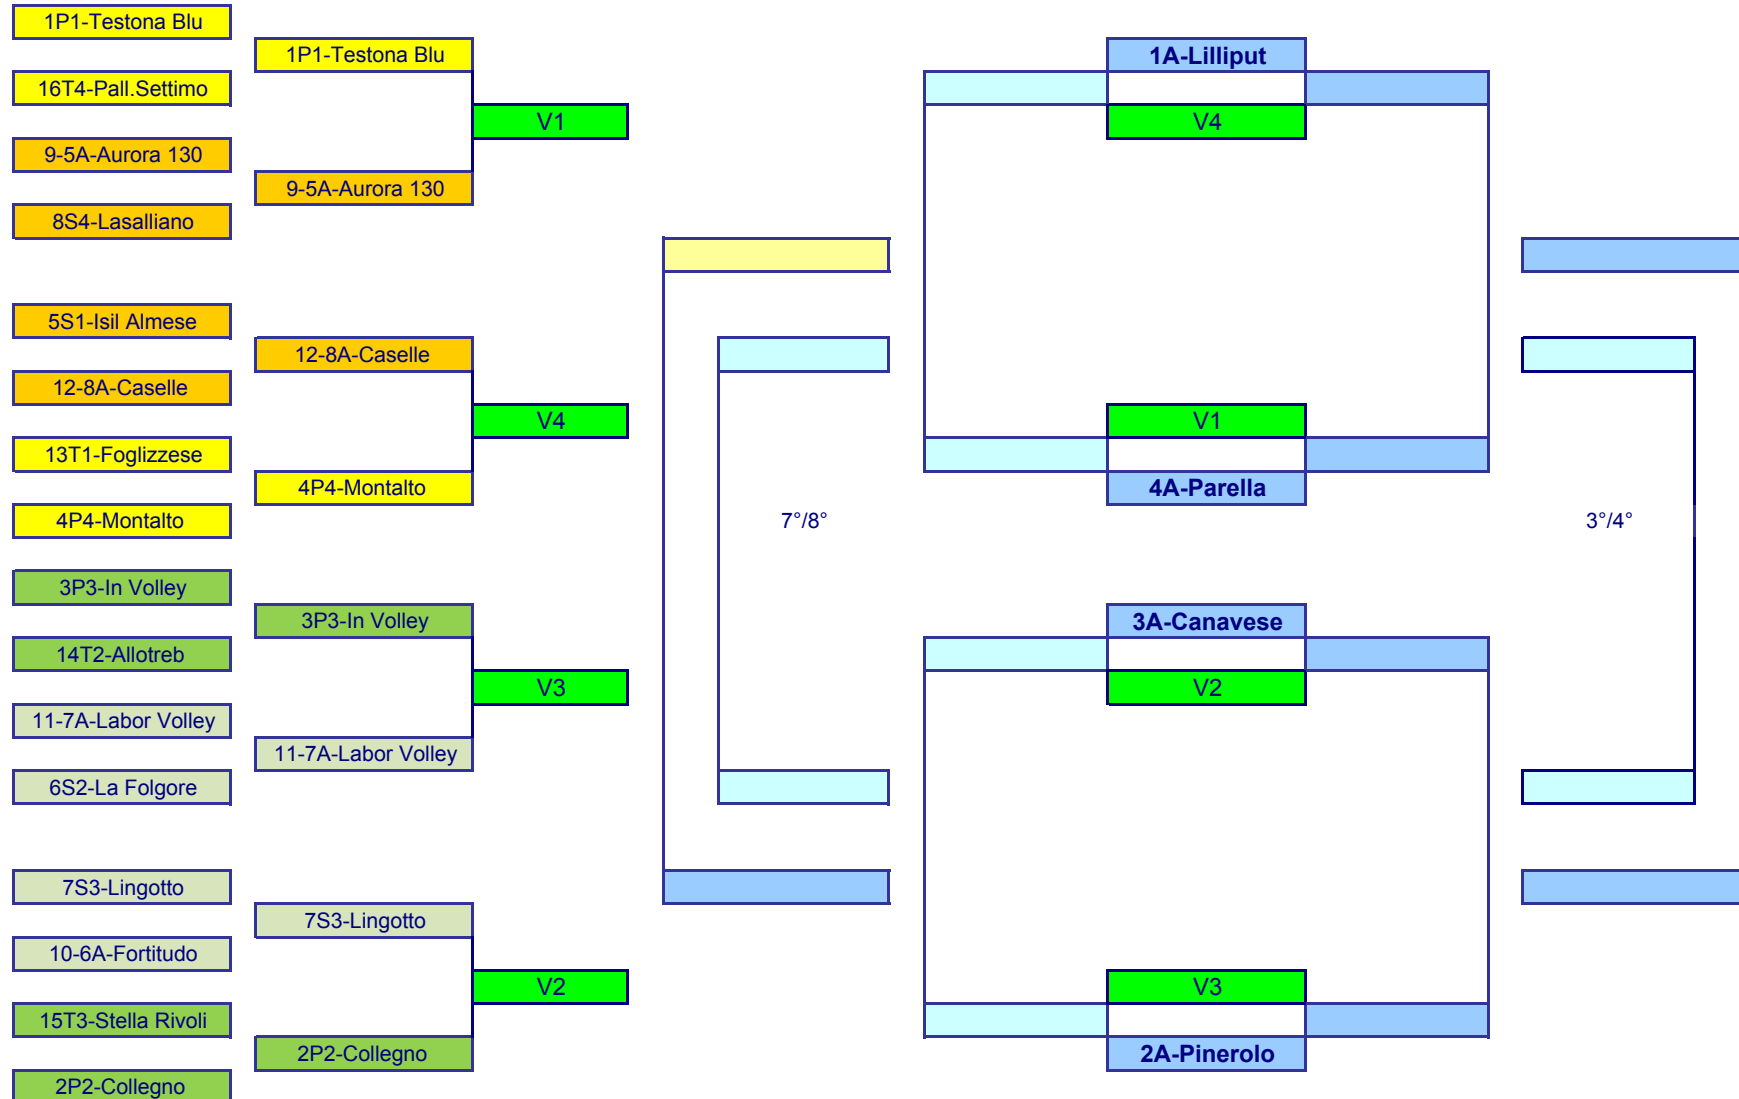 1P1-Testona Blu
16T4-Pall.Settimo
9-5A-Aurora 130
8S4-Lasalliano
5S1-Isil Almese
12-8A-Caselle
13T1-Foglizzese
4P4-Montalto
3P3-In Volley
14T2-Allotreb
11-7A-Labor Volley
6S2-La Folgore
7S3-Lingotto
10-6A-Fortitudo
15T3-Stella Rivoli
2P2-Collegno
1P1-Testona Blu
9-5A-Aurora 130
12-8A-Caselle
4P4-Montalto
3P3-In Volley
11-7A-Labor Volley
7S3-Lingotto
2P2-Collegno
V1
V4
V3
V2
7°/8°
1A-Lilliput
V4
V1
4A-Parella
3A-Canavese
V2
V3
2A-Pinerolo
3°/4°